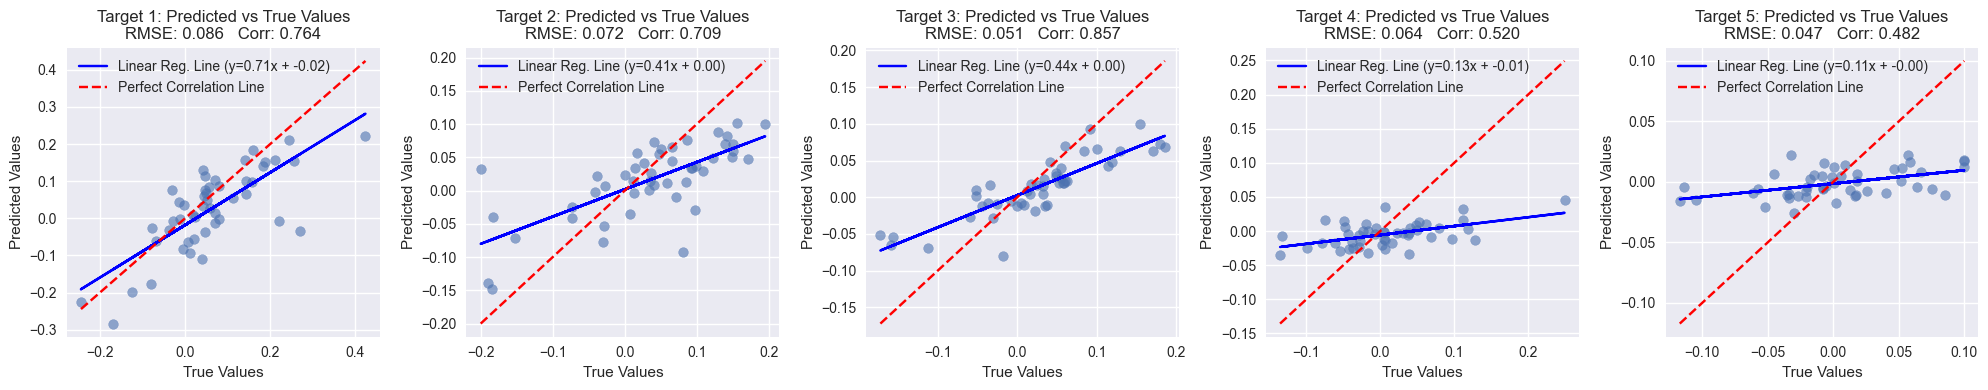 Target 1: Predicted vs True Values
RMSE: 0.086   Corr: 0.764
Linear Reg. Line (y=0.71x + -0.02)
Perfect Correlation Line
0.4
0.3
0.2
0.1
0.0
−0.1
−0.2
−0.3
Predicted Values
−0.2
0.0
0.2
0.4
True Values
Target 2: Predicted vs True Values
RMSE: 0.072   Corr: 0.709
Linear Reg. Line (y=0.41x + 0.00)
Perfect Correlation Line
0.20
0.15
0.10
0.05
0.00
−0.05
−0.10
−0.15
−0.20
Predicted Values
−0.2
−0.1
0.0
0.1
0.2
True Values
Target 3: Predicted vs True Values
RMSE: 0.051   Corr: 0.857
Linear Reg. Line (y=0.44x + 0.00)
Perfect Correlation Line
0.20
0.15
0.10
0.05
0.00
−0.05
−0.10
−0.15
Predicted Values
−0.1
0.0
0.1
0.2
True Values
Target 4: Predicted vs True Values
RMSE: 0.064   Corr: 0.520
Linear Reg. Line (y=0.13x + -0.01)
Perfect Correlation Line
0.25
0.20
0.15
0.10
0.05
0.00
−0.05
−0.10
−0.15
Predicted Values
−0.1
0.0
0.1
0.2
True Values
Target 5: Predicted vs True Values
RMSE: 0.047   Corr: 0.482
Linear Reg. Line (y=0.11x + -0.00)
Perfect Correlation Line
0.10
0.05
0.00
−0.05
−0.10
Predicted Values
−0.10
−0.05
0.00
0.05
0.10
True Values